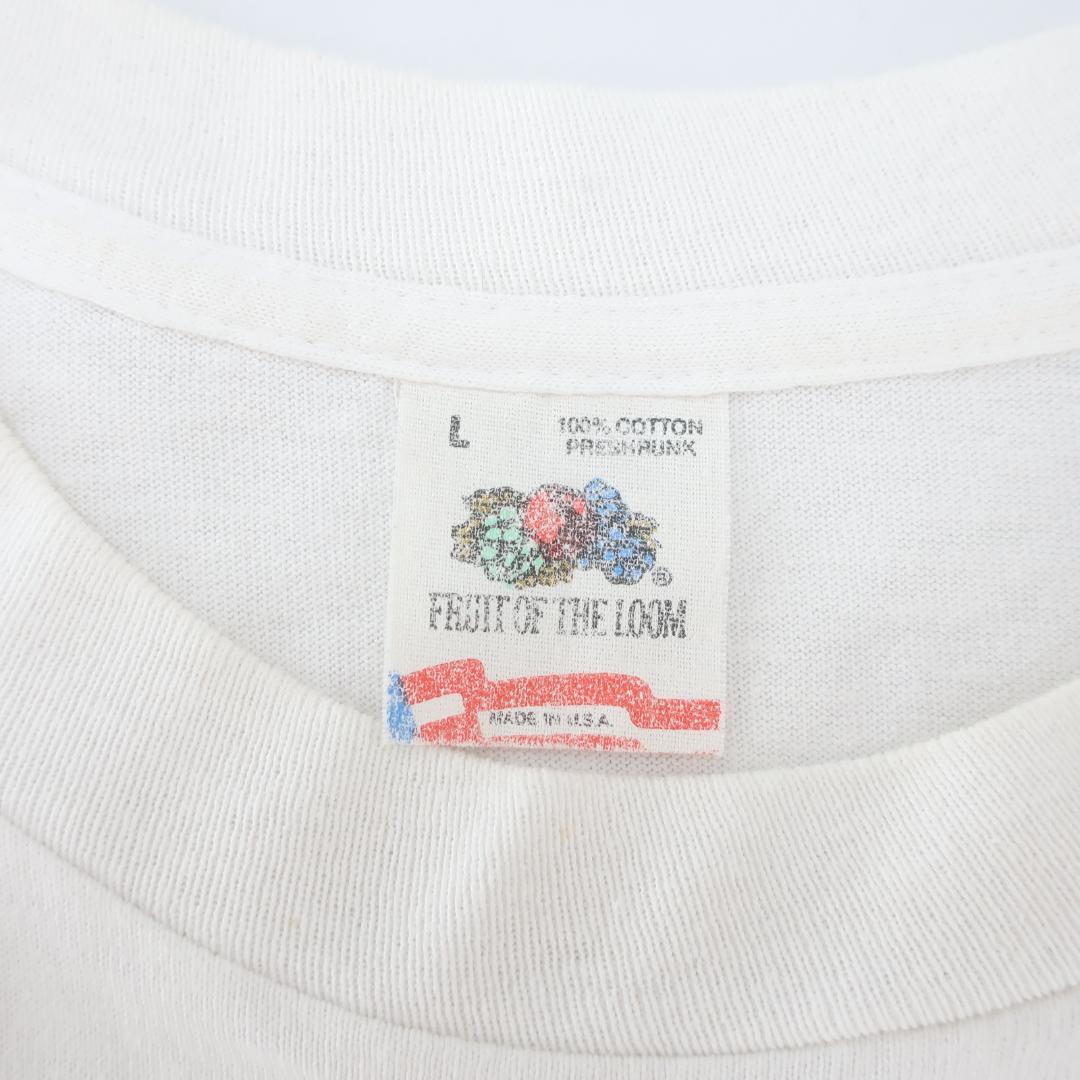 L
100% COTTON
PRESHRUNK
®
FRUIT OF THE LOOM
MADE IN U.S.A.